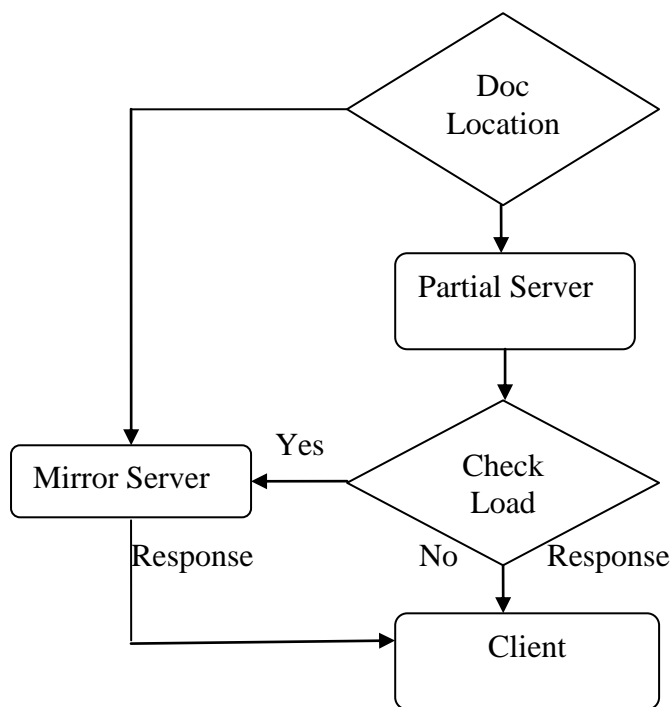 Doc
Location
Partial Server
Yes
Mirror Server
Check
Load
Response
No
Response
Client